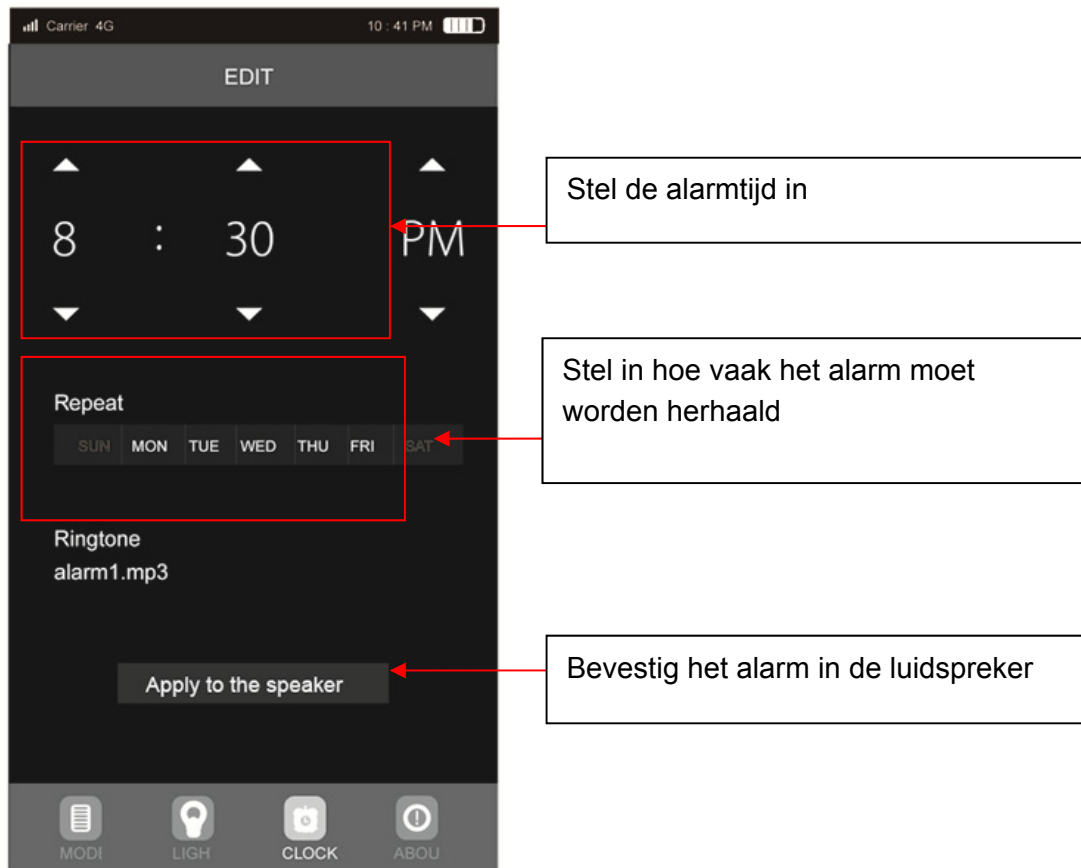 Carrier 4G 10 : 41 PM
EDIT
8 : 30 PM
Stel de alarmtijd in
Stel in hoe vaak het alarm moet
worden herhaald
Repeat
SUN MON TUE WED THU FRI SAT
Ringtone
alarm1.mp3
Apply to the speaker
Bevestig het alarm in de luidspreker
MODE LIGH CLOCK ABOU